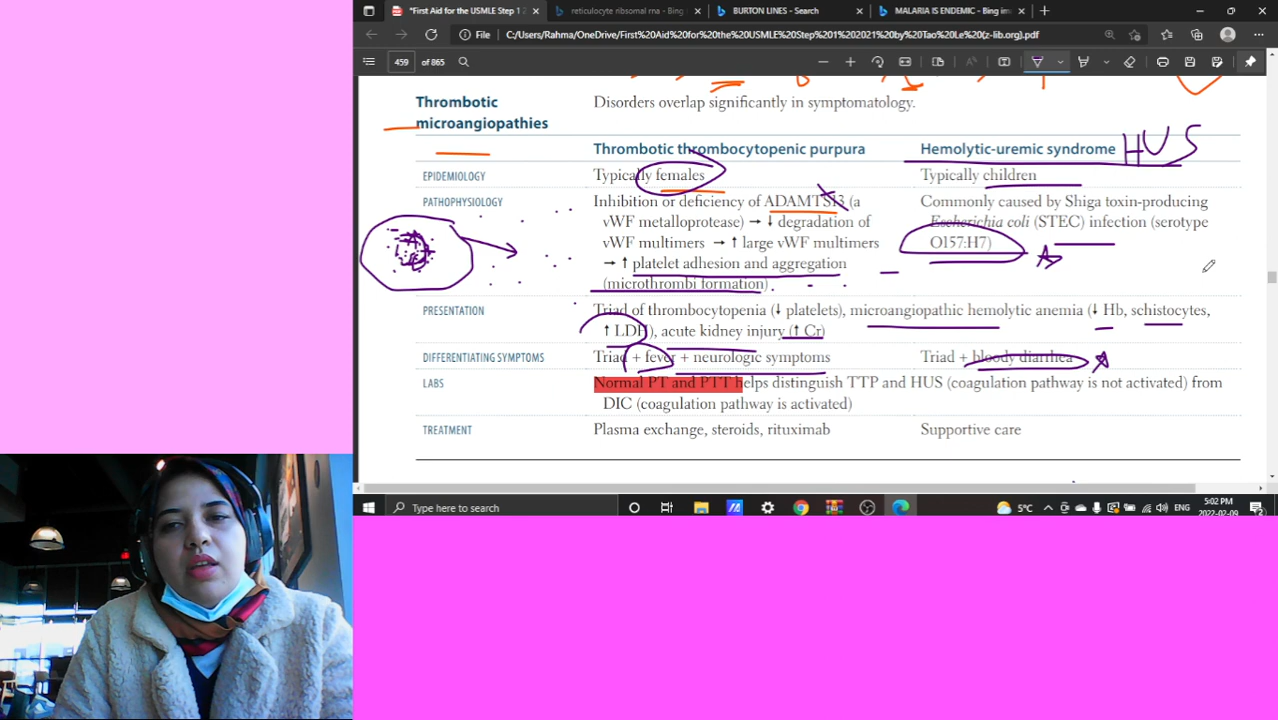 *First Aid for the USMLE Step 1 2
reticulocyte ribosomal rna - Bing i
BURTON LINES - Search
MALARIA IS ENDEMIC - Bing im
File
C:/Users/Rahma/OneDrive/First%20Aid%20for%20the%20USMLE%20Step%201%202021%20by%20Tao%20Le%20(z-lib.org).pdf
459 of 865
Thrombotic
microangiopathies
Disorders overlap significantly in symptomatology.
Thrombotic thrombocytopenic purpura
Hemolytic-uremic syndrome
HUS
EPIDEMIOLOGY
Typically females
Typically children
PATHOPHYSIOLOGY
Inhibition or deficiency of ADAMTS13 (a
vWF metalloprotease) → ↓ degradation of
vWF multimers → ↑ large vWF multimers
→ ↑ platelet adhesion and aggregation
(microthrombi formation)
Commonly caused by Shiga toxin-producing
Escherichia coli (STEC) infection (serotype
O157:H7)
PRESENTATION
Triad of thrombocytopenia (↓ platelets), microangiopathic hemolytic anemia (↓ Hb, schistocytes,
↑ LDH), acute kidney injury (↑ Cr)
DIFFERENTIATING SYMPTOMS
Triad + fever + neurologic symptoms
Triad + bloody diarrhea
LABS
Normal PT and PTT helps distinguish TTP and HUS (coagulation pathway is not activated) from
DIC (coagulation pathway is activated)
TREATMENT
Plasma exchange, steroids, rituximab
Supportive care
Type here to search
5°C
ENG
5:02 PM
2022-02-09